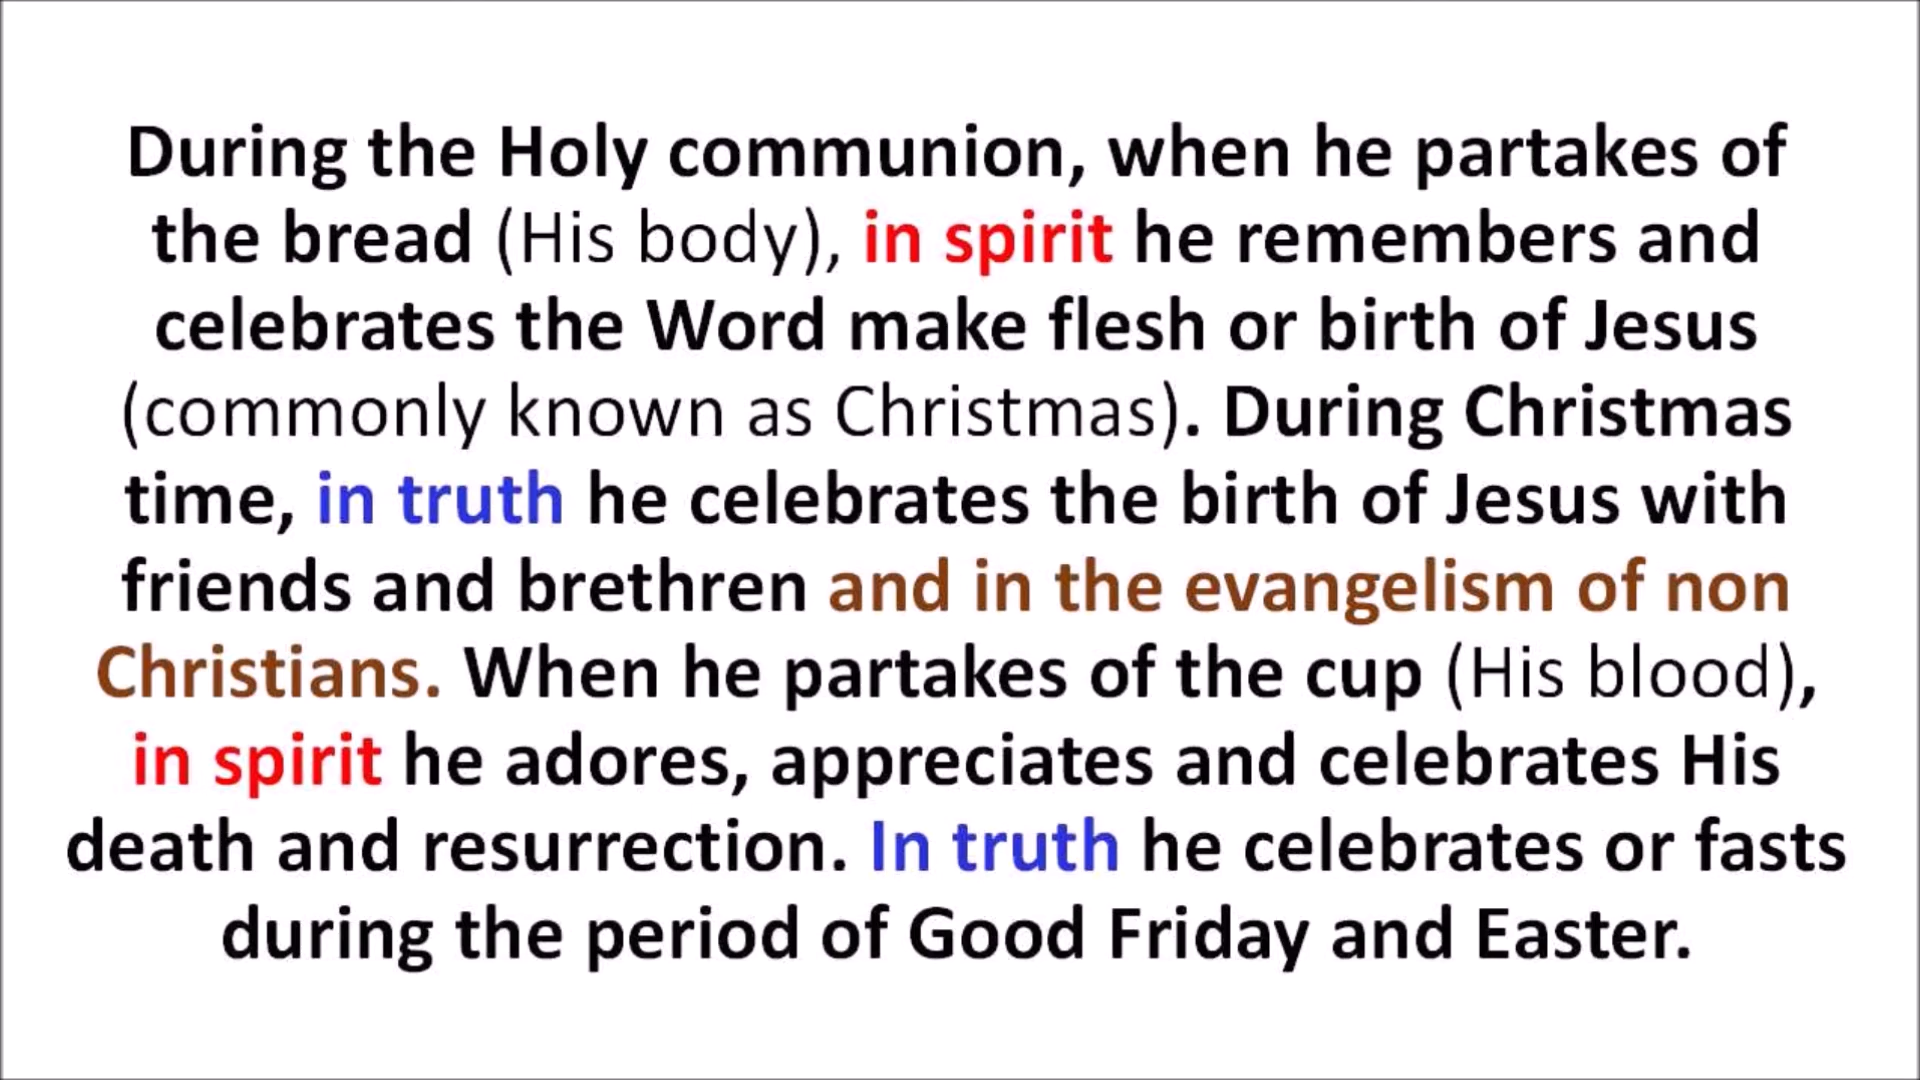 During the Holy communion, when he partakes of
the bread (His body), in spirit he remembers and
celebrates the Word make flesh or birth of Jesus
(commonly known as Christmas). During Christmas
time, in truth he celebrates the birth of Jesus with
friends and brethren and in the evangelism of non
Christians. When he partakes of the cup (His blood),
in spirit he adores, appreciates and celebrates His
death and resurrection. In truth he celebrates or fasts
during the period of Good Friday and Easter.